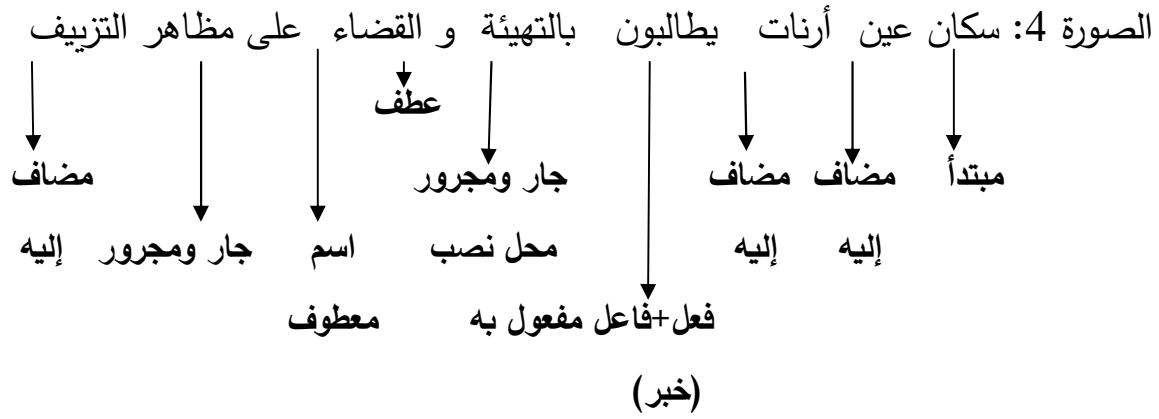 الصورة 4: سكان عين أرنات يطالبون بالتهيئة و القضاء على مظاهر التزييف
عطف
مبتدأ مضاف مضاف جار ومجرور مضاف
إليه إليه محل نصب اسم جار ومجرور إليه
فعل+فاعل مفعول به معطوف
(خبر)